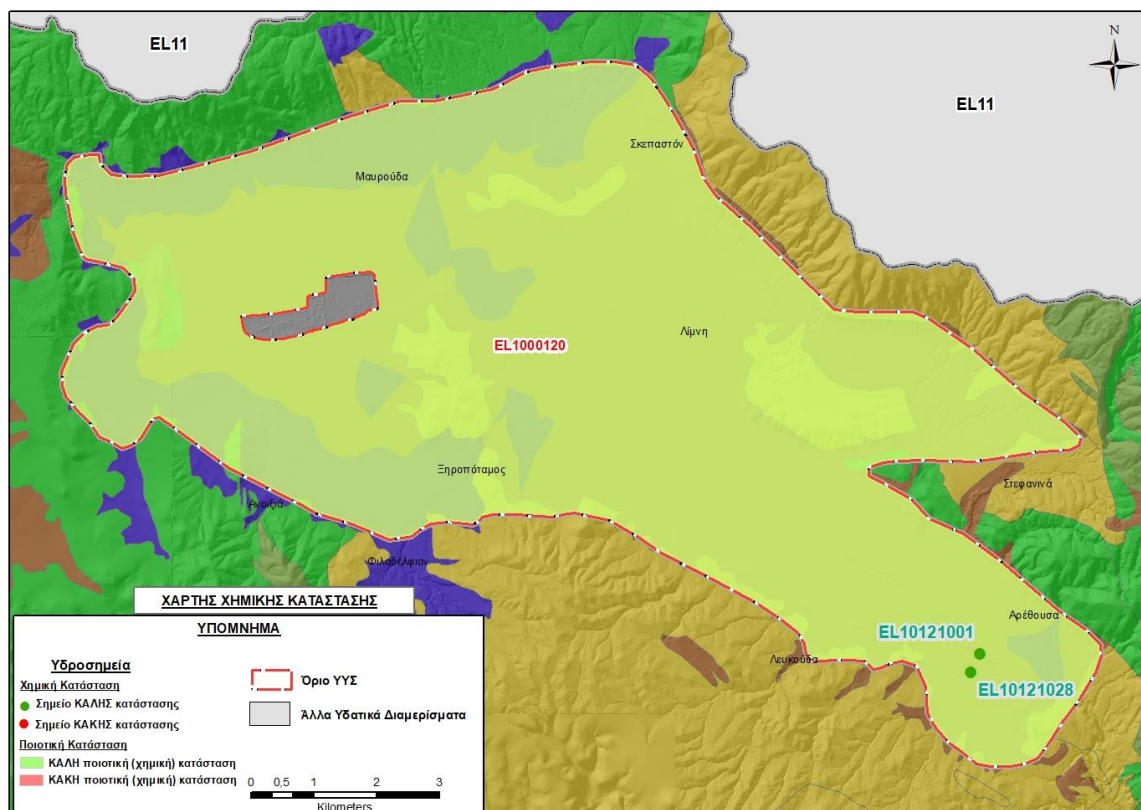 EL11
N
EL11
Σκεπαστόν
Μαυρούδα
Λίμνη
EL1000120
Ξηροπόταμος
Στεφανινά
Ανοιξιά
Φιλαδέλφιον
Αρέθουσα
EL10121001
Λευκούδα
EL10121028
ΧΑΡΤΗΣ ΧΗΜΙΚΗΣ ΚΑΤΑΣΤΑΣΗΣ
ΥΠΟΜΝΗΜΑ
Υδροσημεία
Χημική Κατάσταση
Σημείο ΚΑΛΗΣ κατάστασης
Σημείο ΚΑΚΗΣ κατάστασης
Ποιοτική Κατάσταση
ΚΑΛΗ ποιοτική (χημική) κατάσταση
ΚΑΚΗ ποιοτική (χημική) κατάσταση
Όριο ΥΥΣ
Άλλα Υδατικά Διαμερίσματα
0 0,5 1 2 3
Kilometers